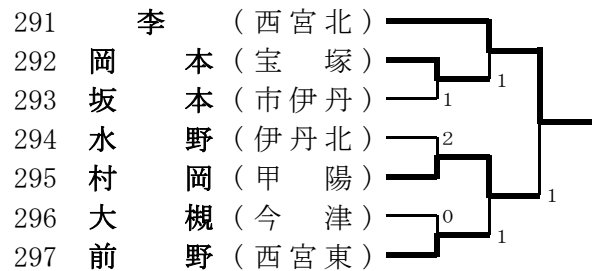 291 李 (西宮北)
292 岡本 (宝塚) 1
293 坂本 (市伊丹) 1
294 水野 (伊丹北) 2
295 村岡 (甲陽) 1
296 大槻 (今津) 0
297 前野 (西宮東) 1